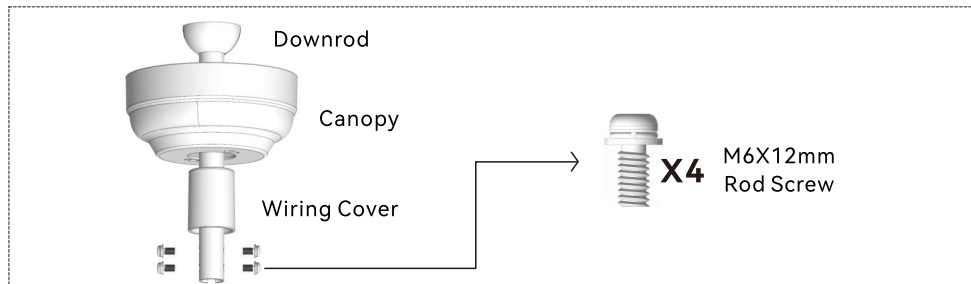 Downrod
Canopy
Wiring Cover
X4
M6X12mm
Rod Screw